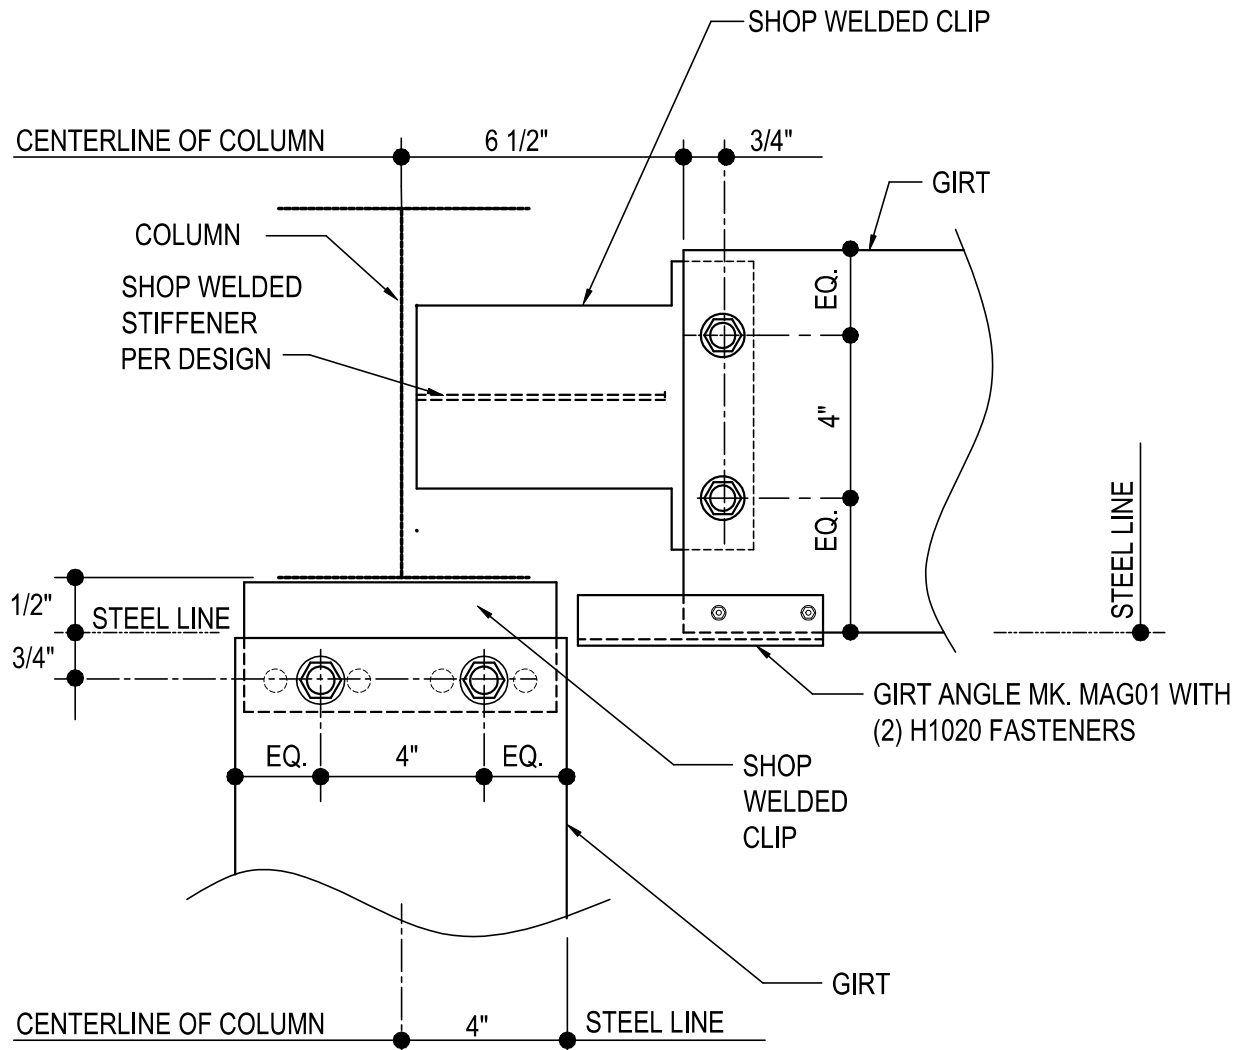 SHOP WELDED CLIP
CENTERLINE OF COLUMN
6 1/2"
3/4"
GIRT
COLUMN
SHOP WELDED
STIFFENER
PER DESIGN
EQ.
4"
EQ.
STEEL LINE
1/2"
STEEL LINE
3/4"
GIRT ANGLE MK. MAG01 WITH
(2) H1020 FASTENERS
EQ.
4"
EQ.
SHOP
WELDED
CLIP
GIRT
CENTERLINE OF COLUMN
4"
STEEL LINE